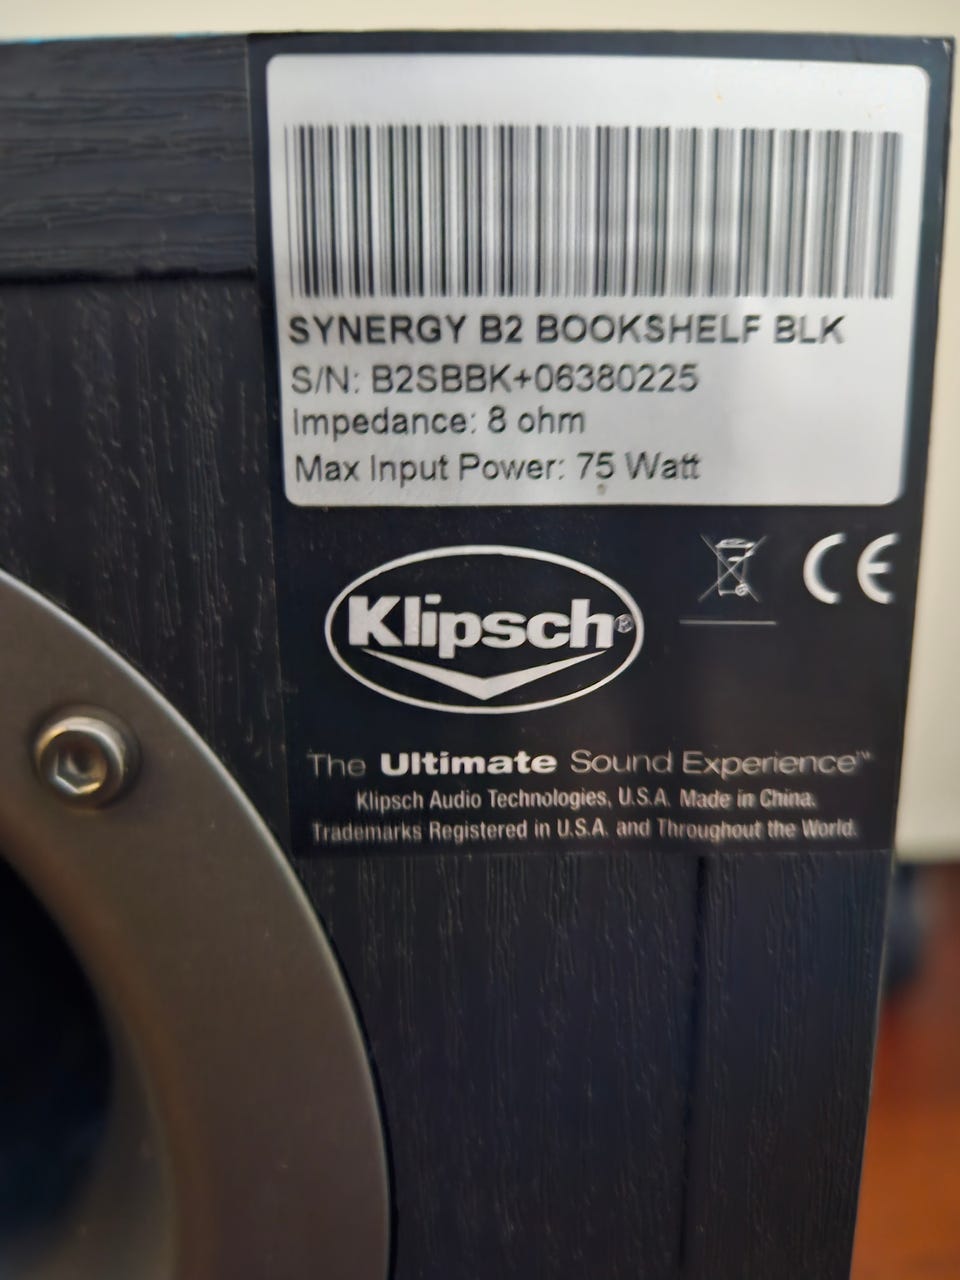 SYNERGY B2 BOOKSHELF BLK
S/N: B2SBBK+06380225
Impedance: 8 ohm
Max Input Power: 75 Watt
CE
Klipsch®
The Ultimate Sound Experience™
Klipsch Audio Technologies, U.S.A. Made in China.
Trademarks Registered in U.S.A. and Throughout the World.